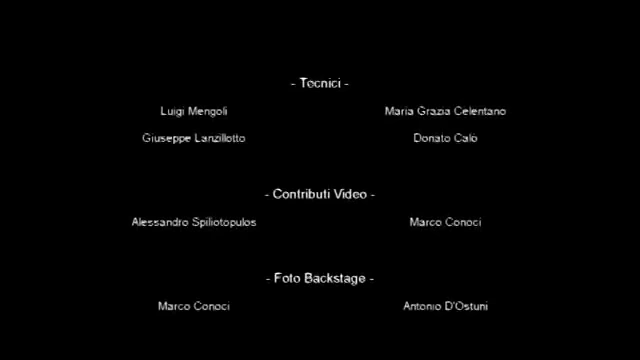 - Tecnici -
Luigi Mengoli Maria Grazia Celentano
Giuseppe Lanzillotto Donato Calò
- Contributi Video -
Alessandro Spiliotopulos Marco Conoci
- Foto Backstage -
Marco Conoci Antonio D'Ostuni